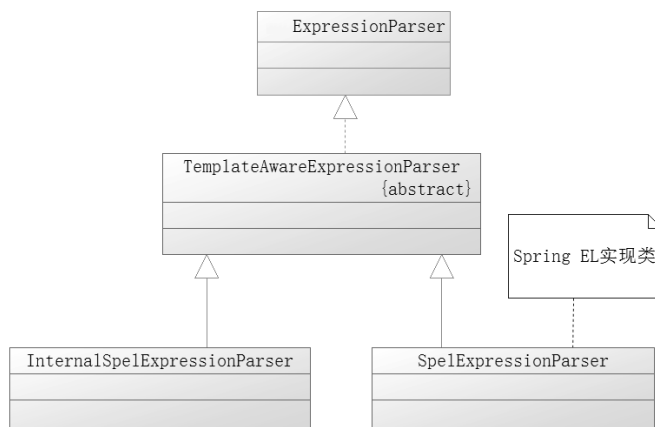 ExpressionParser
TemplateAwareExpressionParser
{abstract}
Spring EL实现类
InternalSpelExpressionParser
SpelExpressionParser